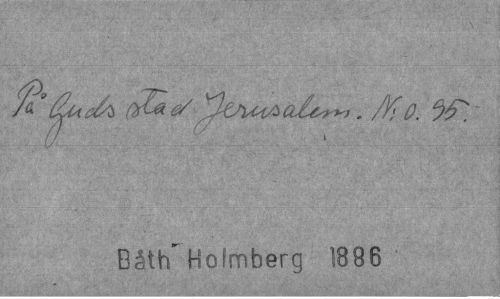 På Guds stad Jerusalem. N:o. 95.
Båth Holmberg 1886